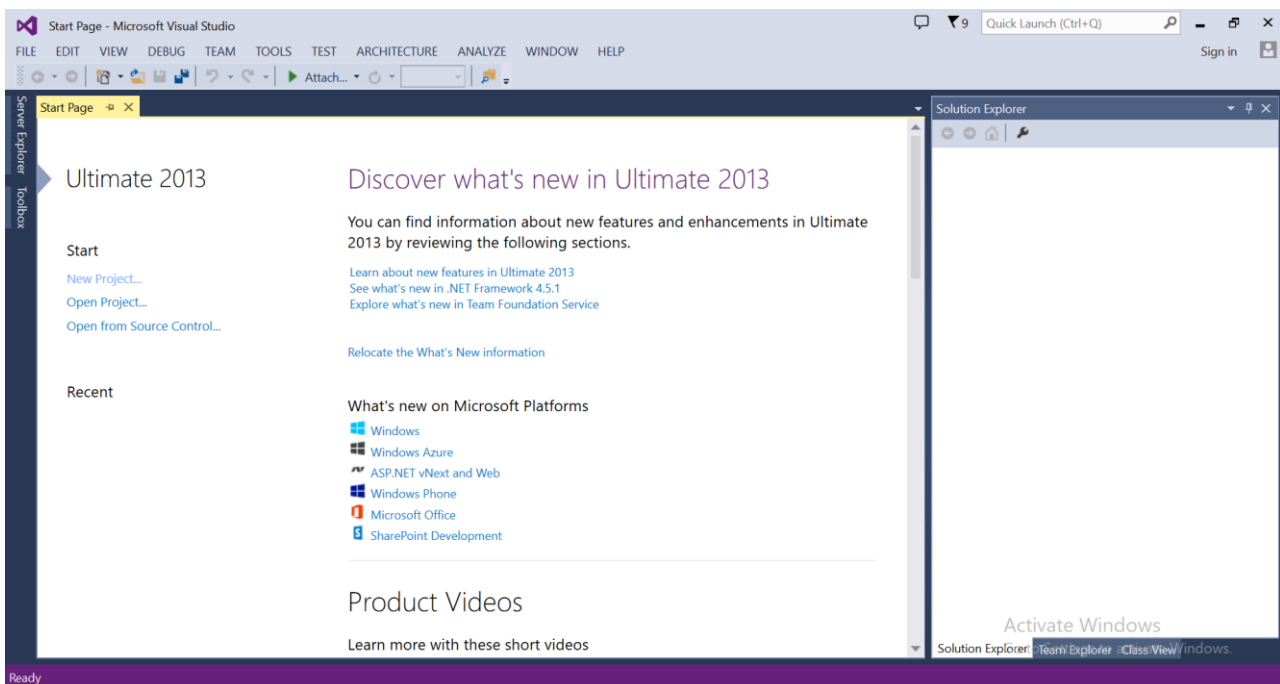 Start Page - Microsoft Visual Studio
9
Quick Launch (Ctrl+Q)
FILE EDIT VIEW DEBUG TEAM TOOLS TEST ARCHITECTURE ANALYZE WINDOW HELP
Sign in
Attach...
Server Explorer
Toolbox
Start Page
Ultimate 2013
Start
New Project...
Open Project...
Open from Source Control...
Recent
Discover what's new in Ultimate 2013
You can find information about new features and enhancements in Ultimate
2013 by reviewing the following sections.
Learn about new features in Ultimate 2013
See what's new in .NET Framework 4.5.1
Explore what's new in Team Foundation Service
Relocate the What's New information
What's new on Microsoft Platforms
Windows
Windows Azure
ASP.NET vNext and Web
Windows Phone
Microsoft Office
SharePoint Development
Product Videos
Learn more with these short videos
Solution Explorer
Activate Windows
Solution Explorer Team Explorer Class View Windows.
Ready